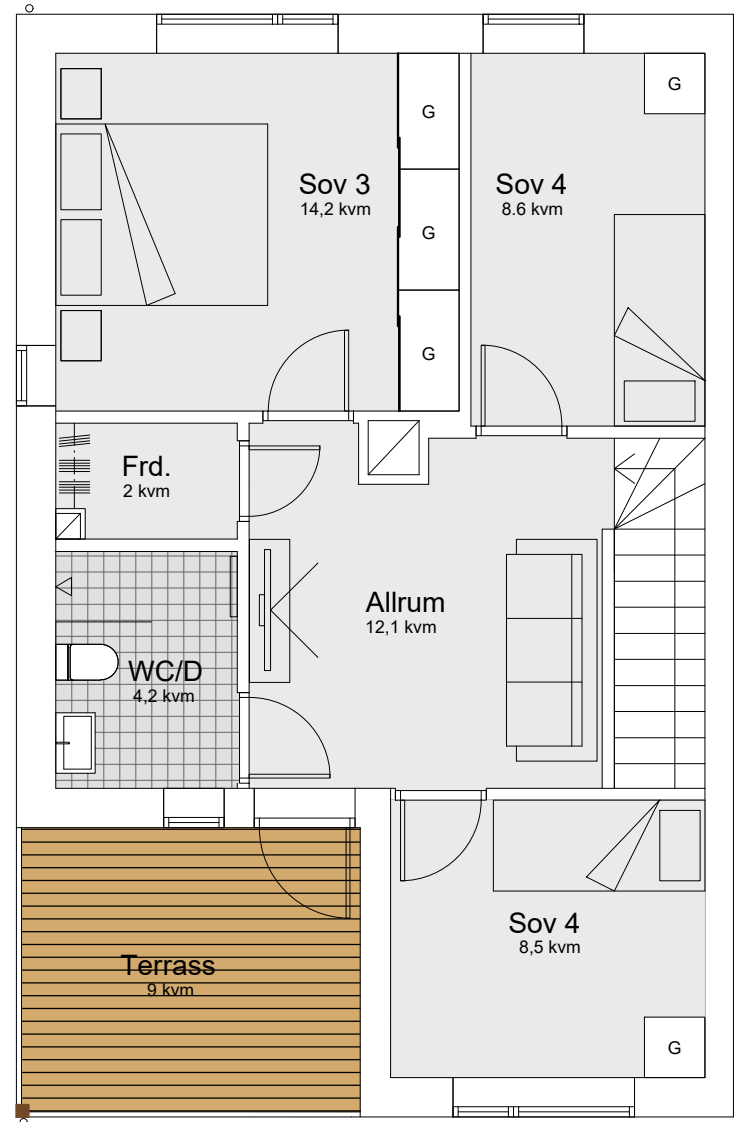 G
G
Sov 3
14,2 kvm
Sov 4
8.6 kvm
G
G
Frd.
2 kvm
Allrum
12,1 kvm
WC/D
4,2 kvm
Sov 4
8,5 kvm
Terrass
9 kvm
G